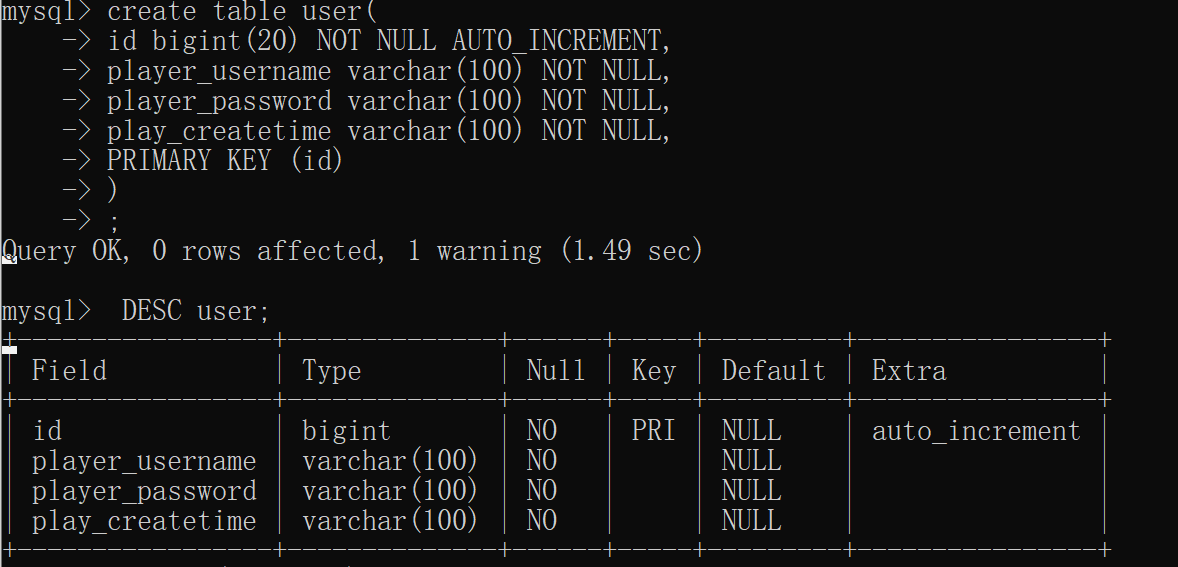 mysql> create table user(
    -> id bigint(20) NOT NULL AUTO_INCREMENT,
    -> player_username varchar(100) NOT NULL,
    -> player_password varchar(100) NOT NULL,
    -> play_createtime varchar(100) NOT NULL,
    -> PRIMARY KEY (id)
    -> )
    -> ;
Query OK, 0 rows affected, 1 warning (1.49 sec)

mysql>  DESC user;
+-----------------+--------------+------+-----+---------+----------------+
| Field           | Type         | Null | Key | Default | Extra          |
+-----------------+--------------+------+-----+---------+----------------+
| id              | bigint       | NO   | PRI | NULL    | auto_increment |
| player_username | varchar(100) | NO   |     | NULL    |                |
| player_password | varchar(100) | NO   |     | NULL    |                |
| play_createtime | varchar(100) | NO   |     | NULL    |                |
+-----------------+--------------+------+-----+---------+----------------+